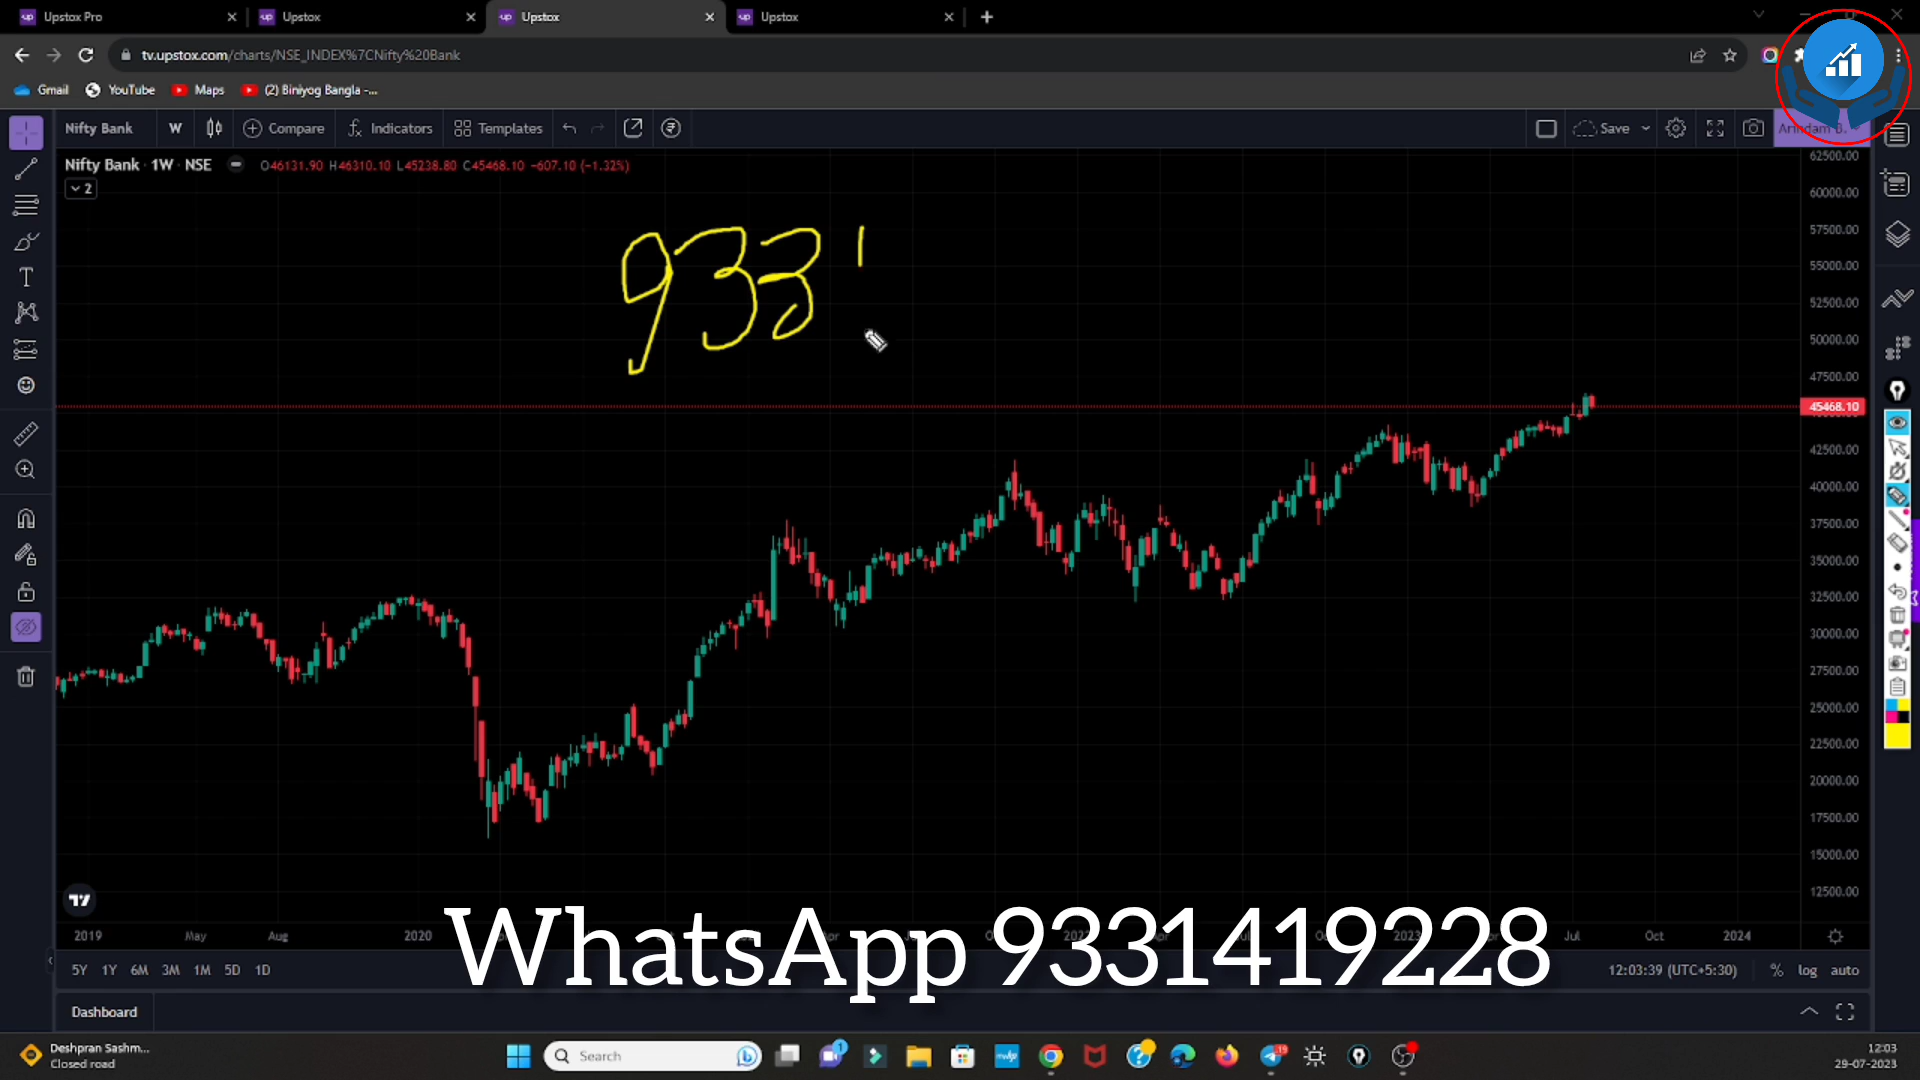 Upstox Pro
Upstox
Upstox
Upstox
tv.upstox.com/charts/NSE_INDEX%7CNifty%20Bank
Gmail YouTube Maps (2) Biniyog Bangla -...
Nifty Bank W Compare Indicators Templates Save
Nifty Bank · 1W · NSE O46131.90 H46310.10 L45238.80 C45468.10 −607.10 (−1.32%)
2
62500.00
60000.00
57500.00
55000.00
52500.00
50000.00
47500.00
45468.10
42500.00
40000.00
37500.00
35000.00
32500.00
30000.00
27500.00
25000.00
22500.00
20000.00
17500.00
15000.00
12500.00
933'
2019 May Aug 2020 2023 Jul Oct 2024
WhatsApp 9331419228
5Y 1Y 6M 3M 1M 5D 1D 12:03:39 (UTC+5:30) % log auto
Dashboard
Deshpran Sashm...
Closed road
Search
12:03
29-07-2023